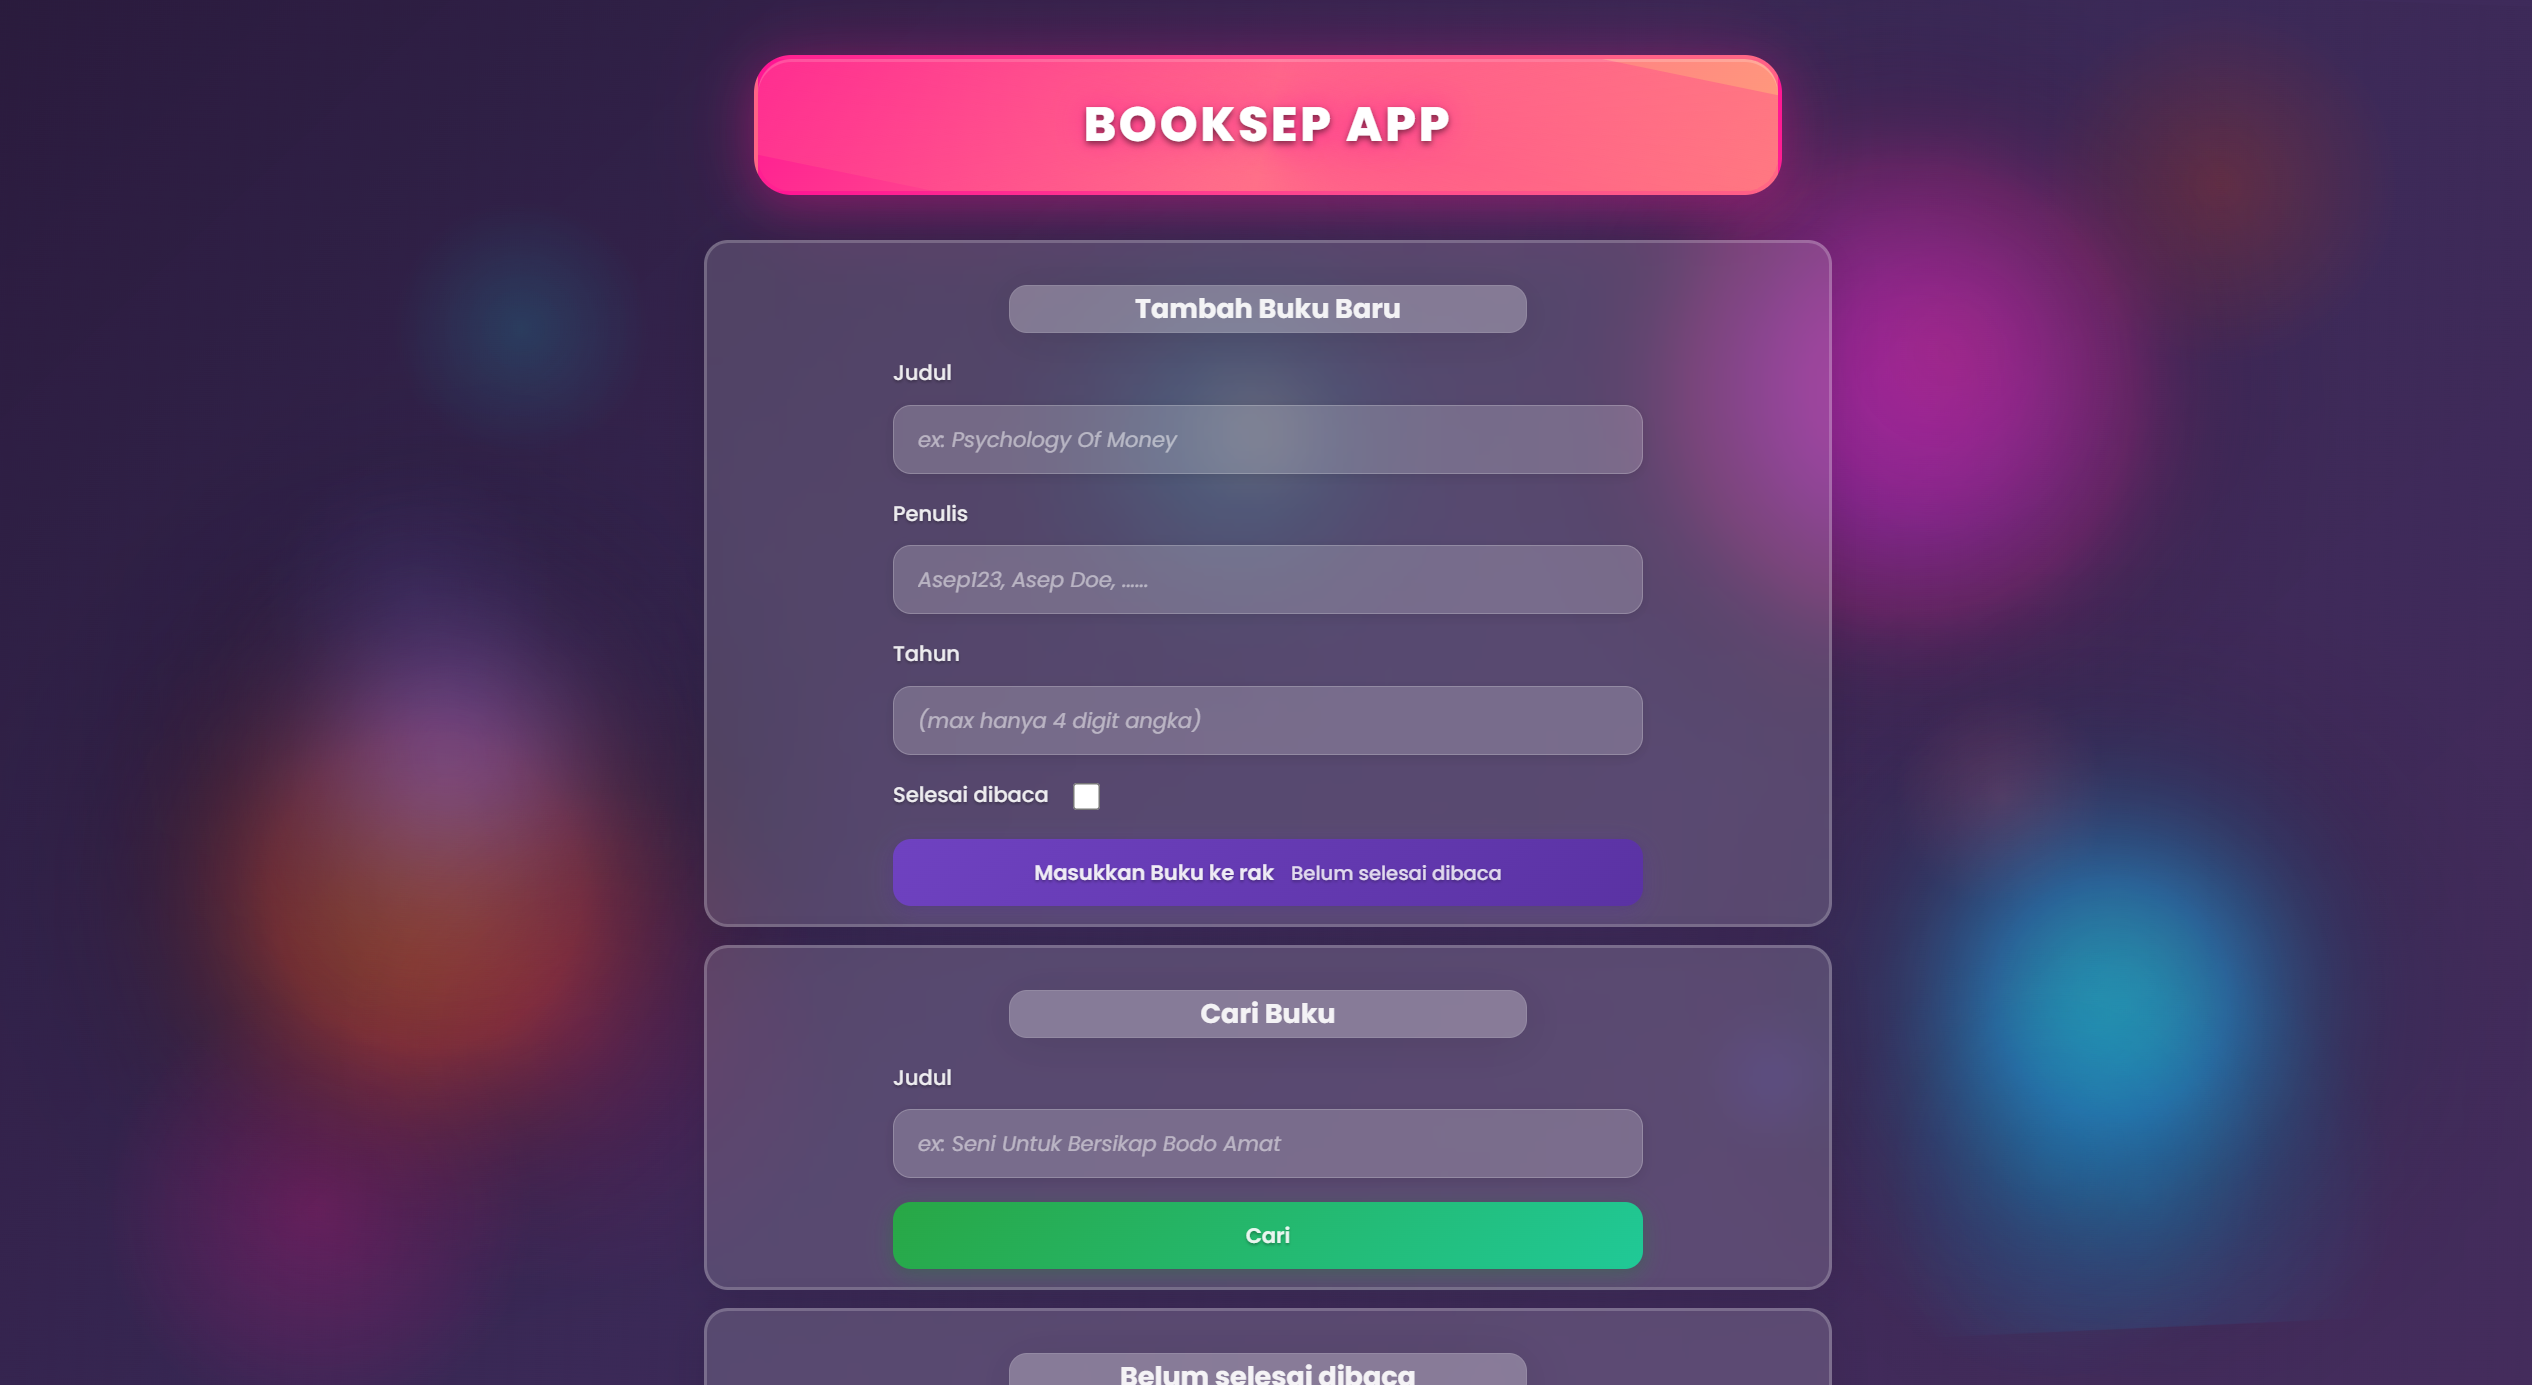 BOOKSEP APP
Tambah Buku Baru
Judul
ex: Psychology Of Money
Penulis
Asep123, Asep Doe, ......
Tahun
(max hanya 4 digit angka)
Selesai dibaca
Masukkan Buku ke rak Belum selesai dibaca
Cari Buku
Judul
ex: Seni Untuk Bersikap Bodo Amat
Cari
Belum selesai dibaca